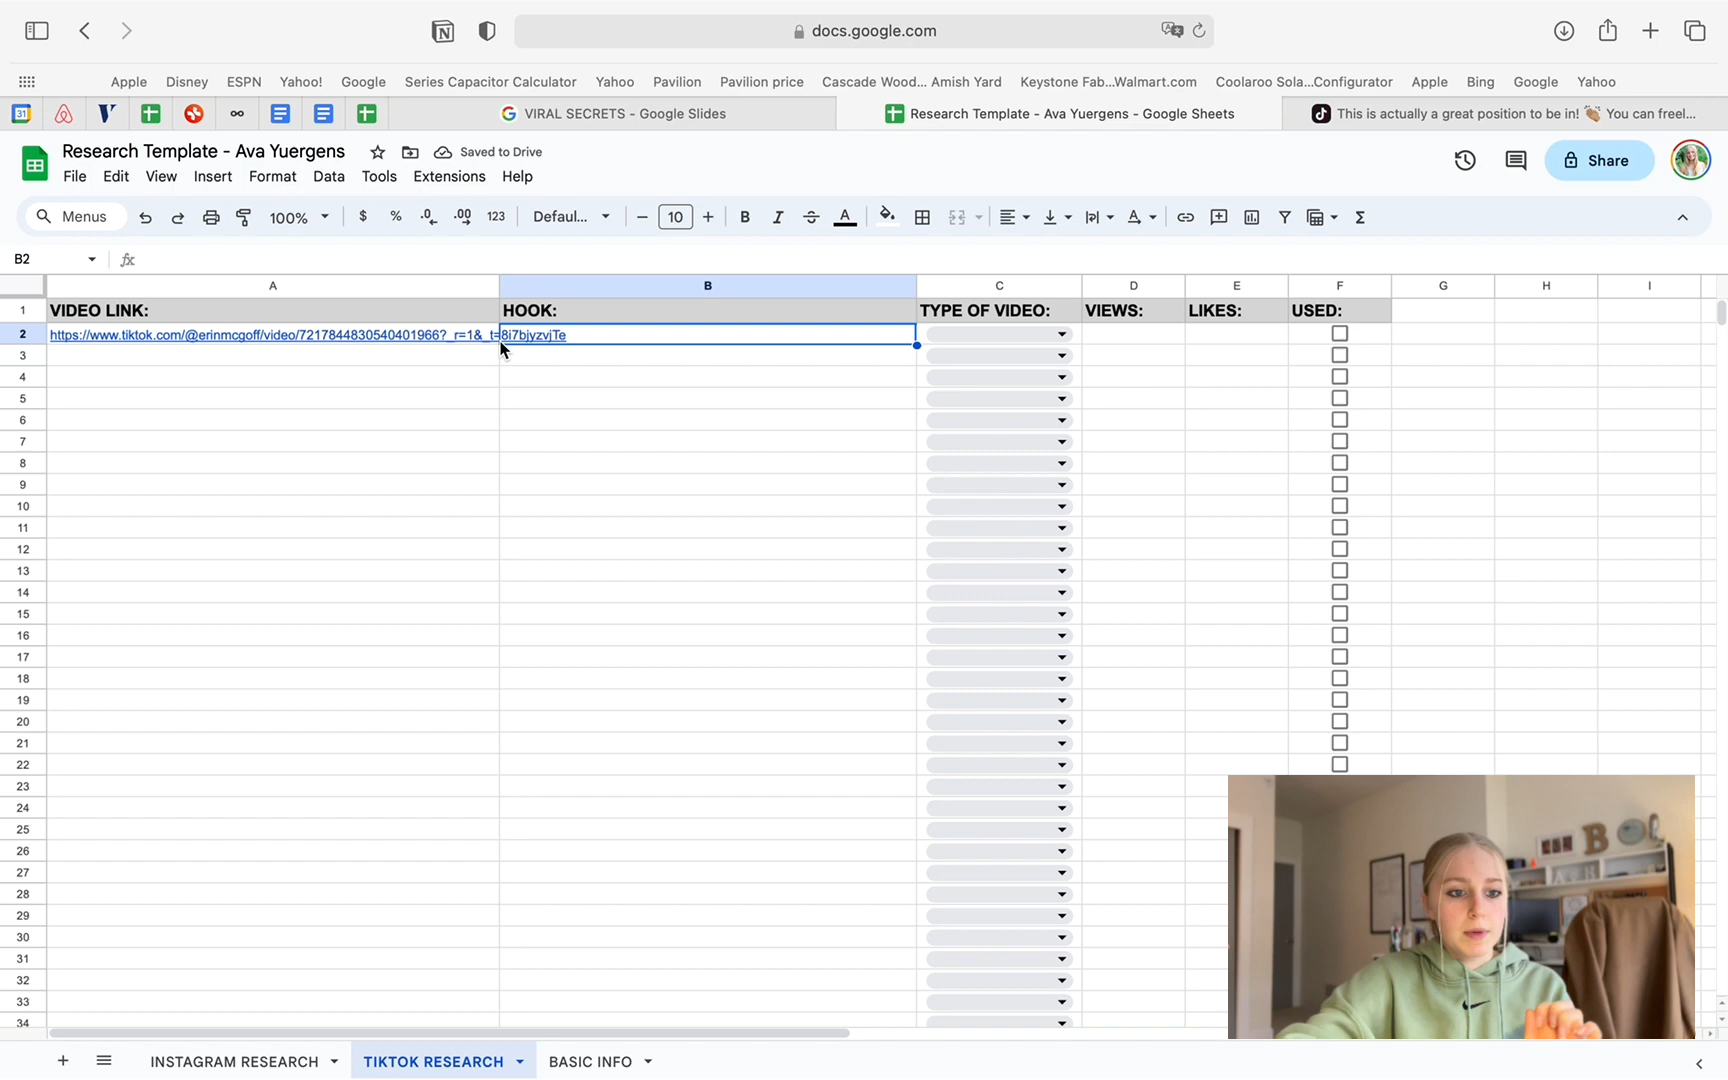 docs.google.com
Apple Disney ESPN Yahoo! Google Series Capacitor Calculator Yahoo Pavilion Pavilion price Cascade Wood... Amish Yard Keystone Fab...Walmart.com Coolaroo Sola...Configurator Apple Bing Google Yahoo
31 VIRAL SECRETS - Google Slides Research Template - Ava Yuergens - Google Sheets This is actually a great position to be in! 👏🏼 You can freel...
Research Template - Ava Yuergens Saved to Drive
File Edit View Insert Format Data Tools Extensions Help
Share
Menus 100% $ % .0 .00 123 Defaul... 10 B I A A Σ
B2 fx
A B C D E F G H I
1 VIDEO LINK: HOOK: TYPE OF VIDEO: VIEWS: LIKES: USED:
2 https://www.tiktok.com/@erinmcgoff/video/7217844830540401966?_r=1&_t=8i7bjyzvjTe
3
4
5
6
7
8
9
10
11
12
13
14
15
16
17
18
19
20
21
22
23
24
25
26
27
28
29
30
31
32
33
34
INSTAGRAM RESEARCH TIKTOK RESEARCH BASIC INFO